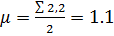 μ = ∑ 2,2 / 2 = 1.1